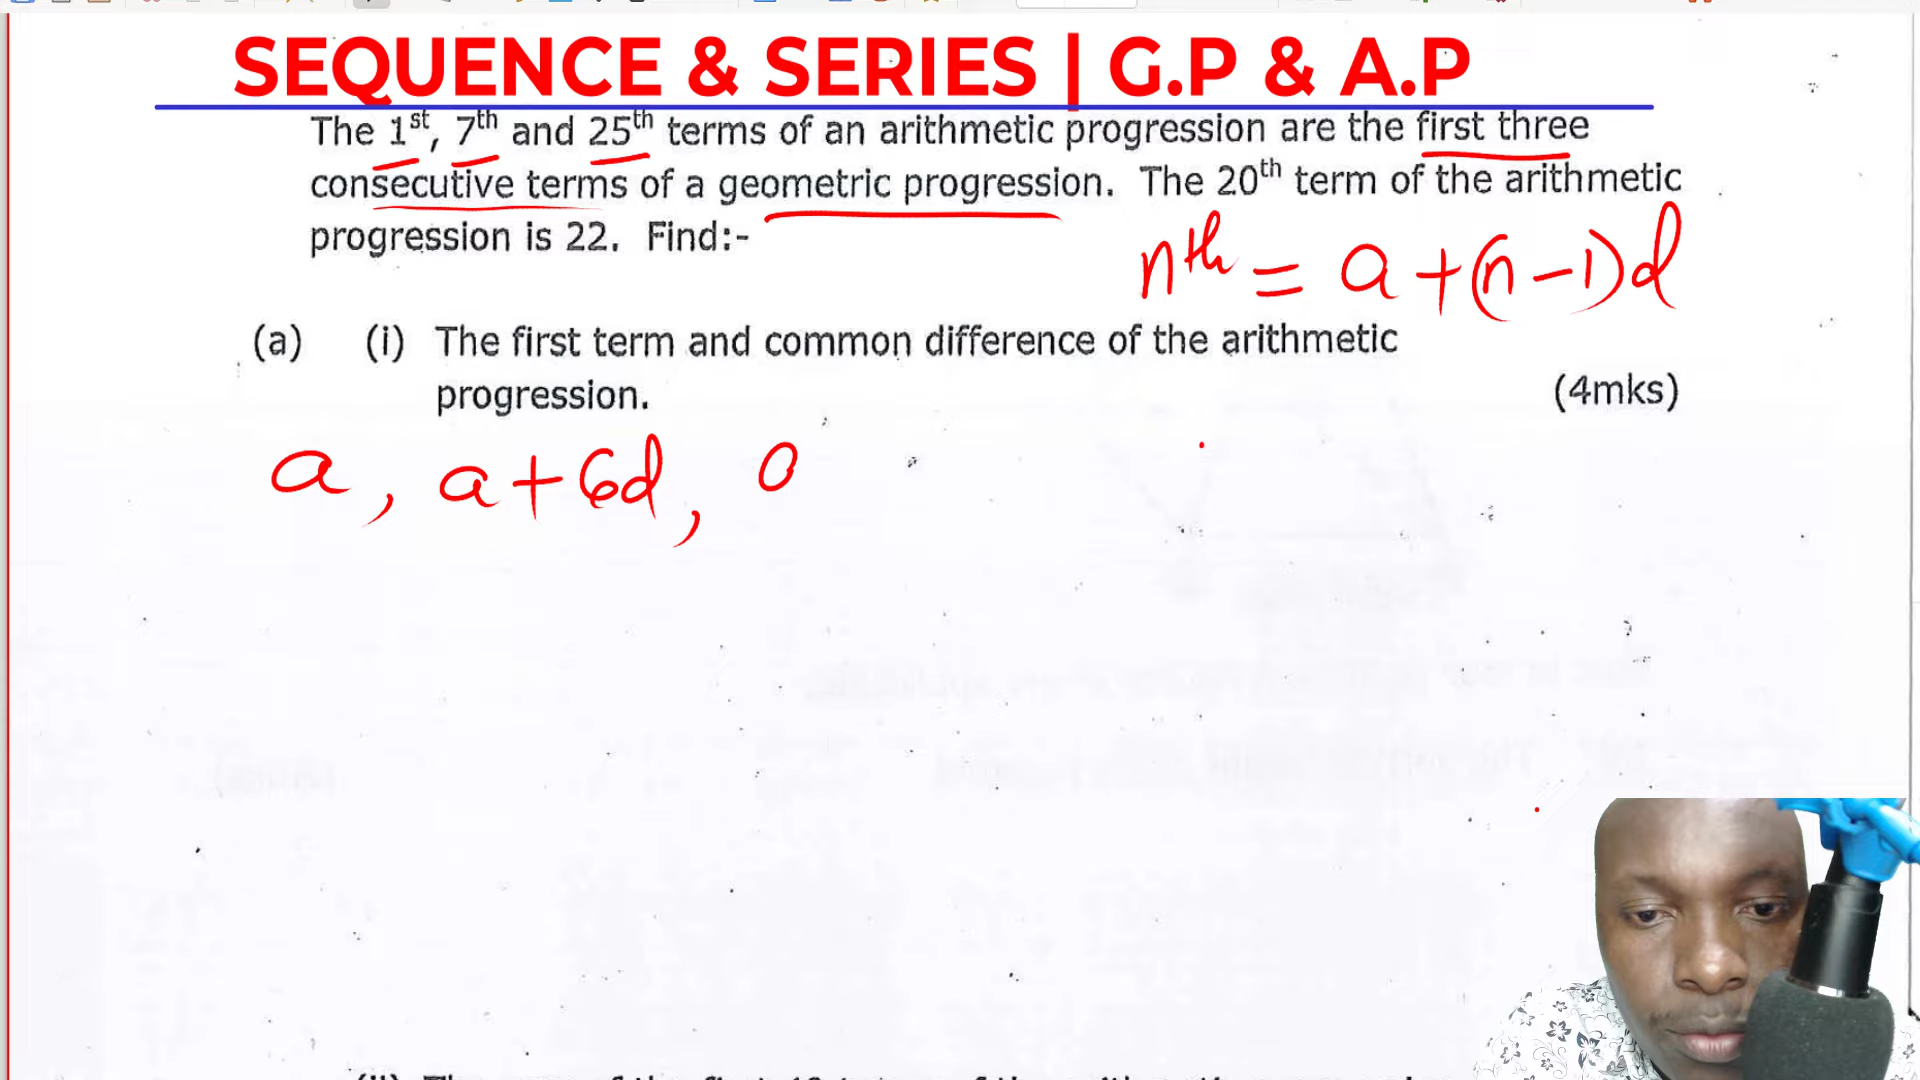 SEQUENCE & SERIES | G.P & A.P
The 1st, 7th and 25th terms of an arithmetic progression are the first three
consecutive terms of a geometric progression. The 20th term of the arithmetic
progression is 22. Find:-
nth = a + (n - 1)d
(a) (i) The first term and common difference of the arithmetic
progression.
(4mks)
a, a + 6d,